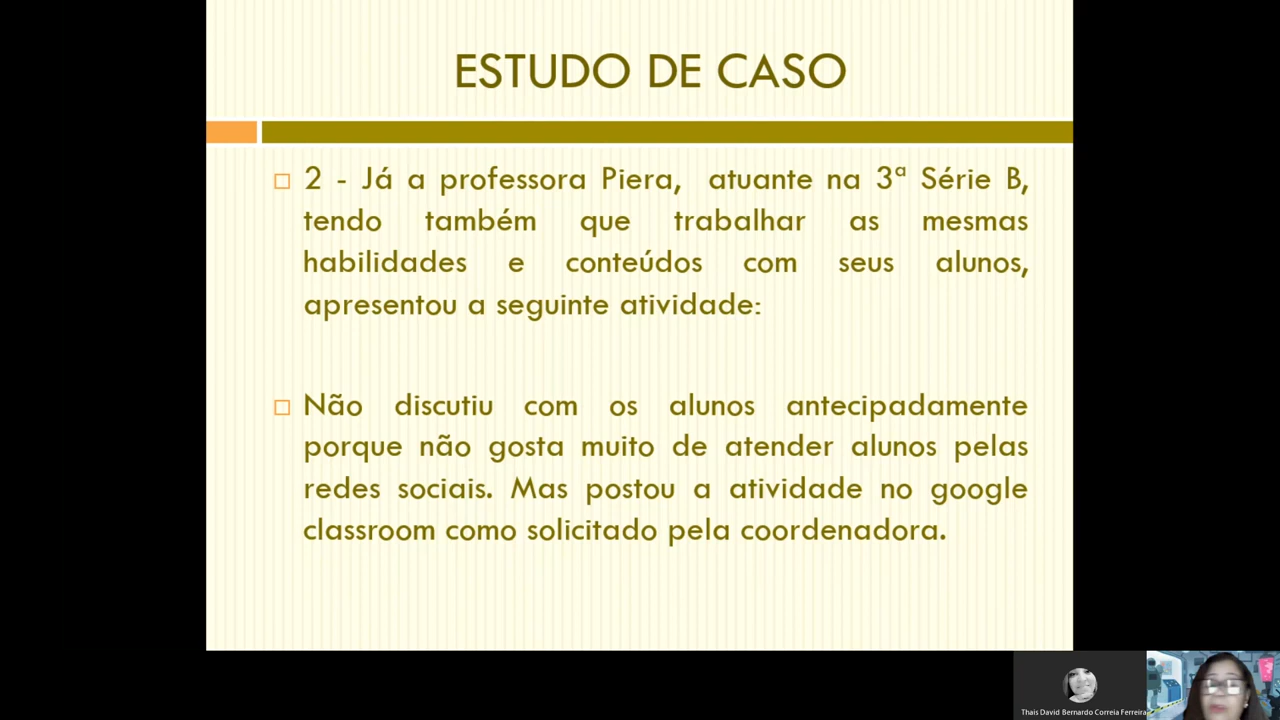 ESTUDO DE CASO
2 - Já a professora Piera, atuante na 3ª Série B,
tendo também que trabalhar as mesmas
habilidades e conteúdos com seus alunos,
apresentou a seguinte atividade:
Não discutiu com os alunos antecipadamente
porque não gosta muito de atender alunos pelas
redes sociais. Mas postou a atividade no google
classroom como solicitado pela coordenadora.
Thais David Bernardo Correia Ferreira